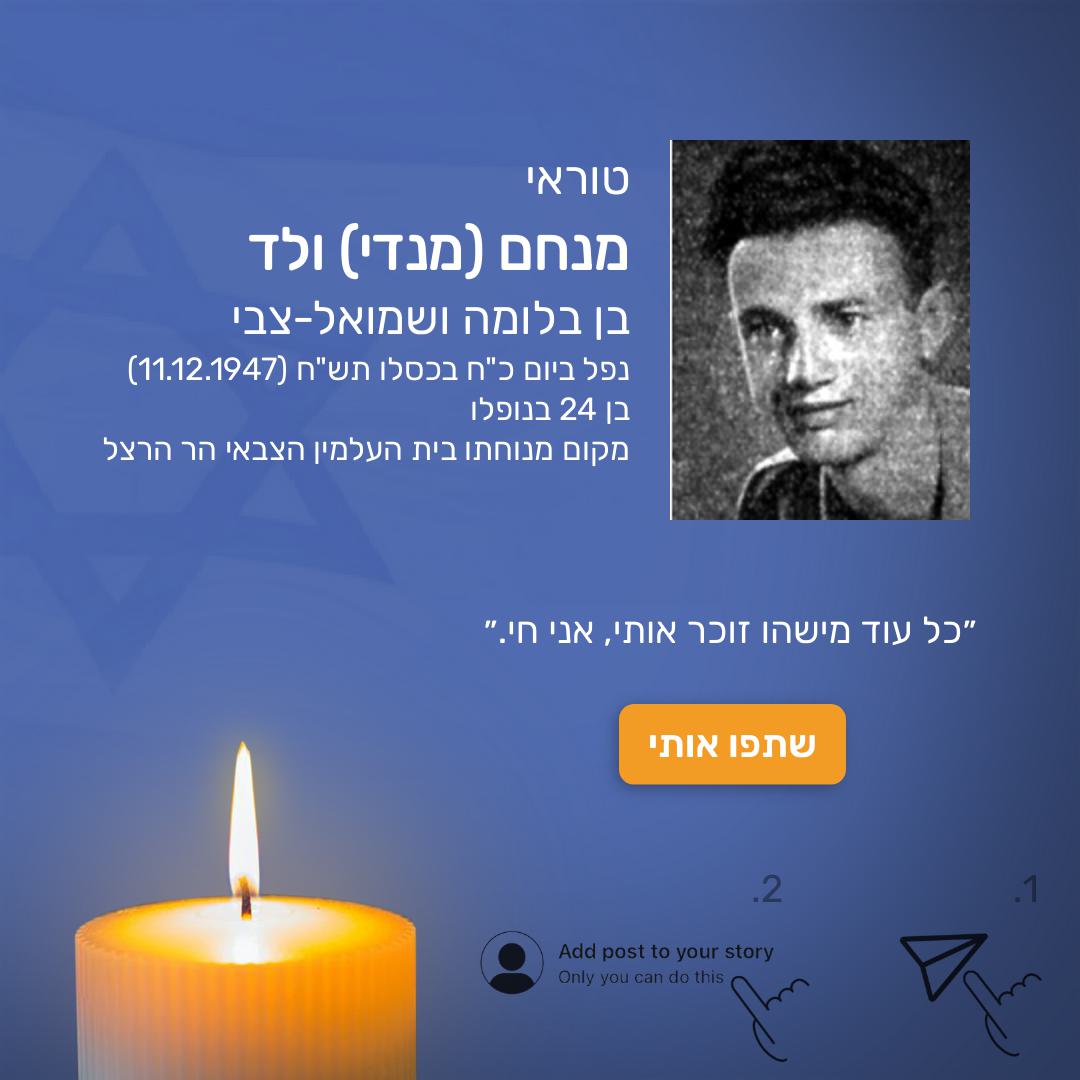 טוראי
מנחם (מנדי) ולד
בן בלומה ושמואל-צבי
נפל ביום כ"ח בכסלו תש"ח (11.12.1947)
בן 24 בנופלו
מקום מנוחתו בית העלמין הצבאי הר הרצל
״כל עוד מישהו זוכר אותי, אני חי.״
שתפו אותי
1.
2.
Add post to your story
Only you can do this